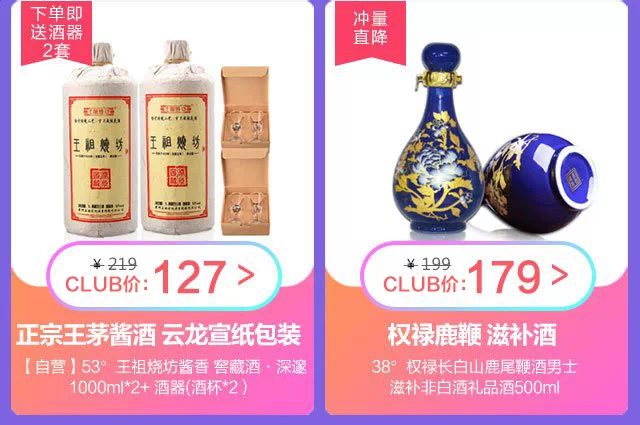 下单即
送酒器
2套
王祖烧坊
窖藏
¥ 219
CLUB价: 127 >
正宗王茅酱酒 云龙宣纸包装
【自营】53° 王祖烧坊酱香 窖藏酒·深邃
1000ml*2+ 酒器(酒杯*2)
冲量
直降
¥ 199
CLUB价: 179 >
权禄鹿鞭 滋补酒
38° 权禄长白山鹿尾鞭酒男士
滋补非白酒礼品酒500ml